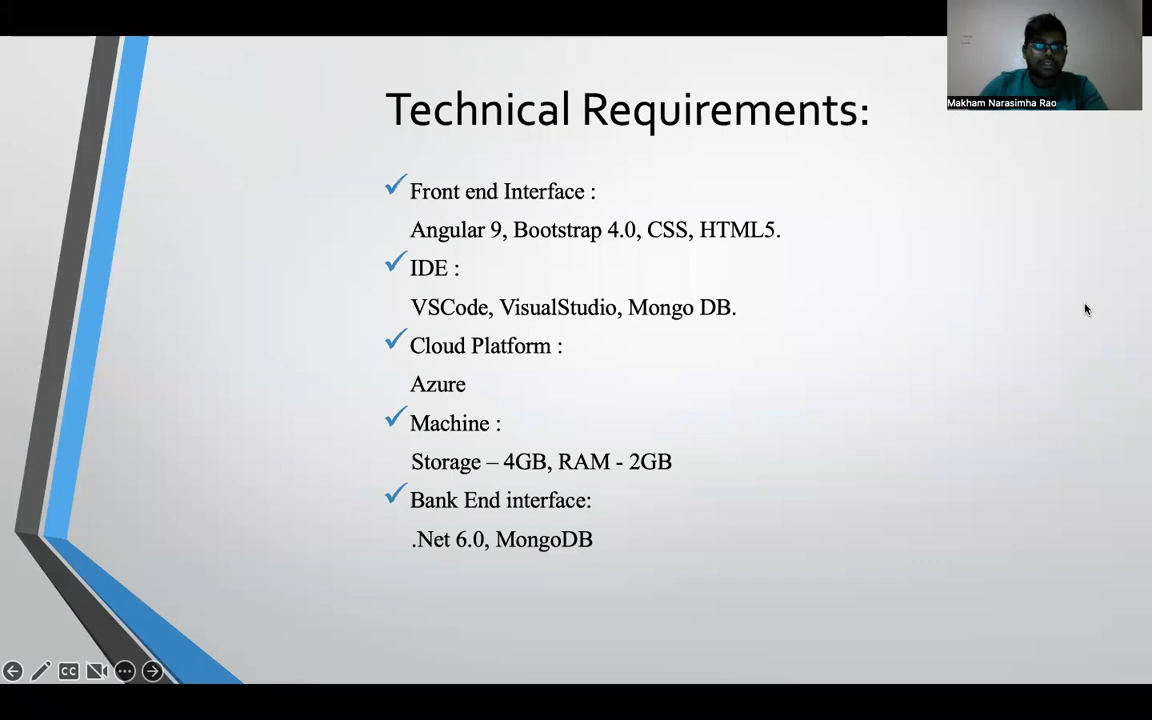 Makham Narasimha Rao
Technical Requirements:
Front end Interface :
Angular 9, Bootstrap 4.0, CSS, HTML5.
IDE :
VSCode, VisualStudio, Mongo DB.
Cloud Platform :
Azure
Machine :
Storage – 4GB, RAM - 2GB
Bank End interface:
.Net 6.0, MongoDB
CC